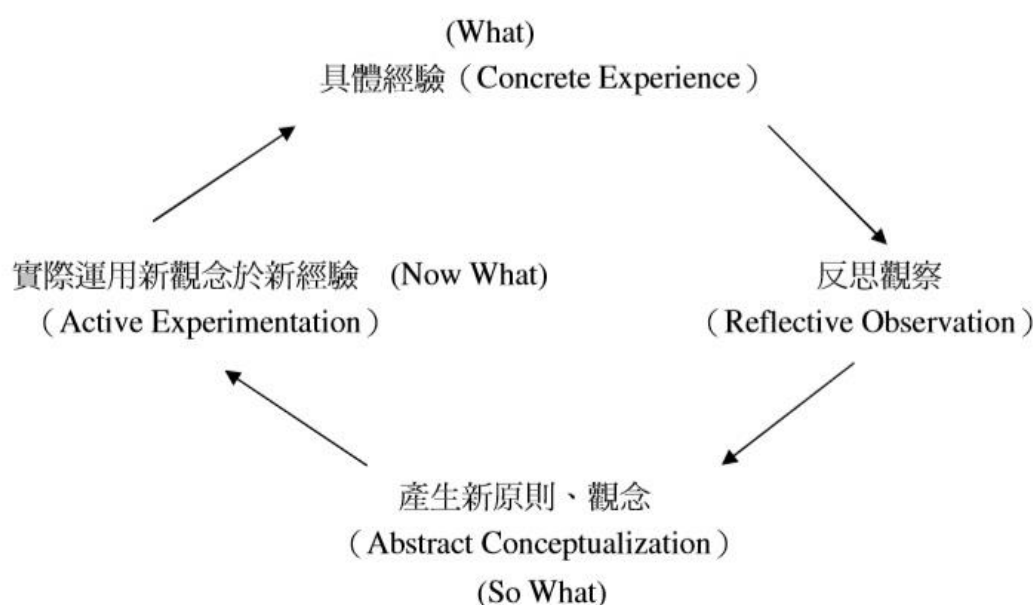 (What)
具體經驗（Concrete Experience）
實際運用新觀念於新經驗 (Now What)
（Active Experimentation）
反思觀察
（Reflective Observation）
產生新原則、觀念
（Abstract Conceptualization）
(So What)